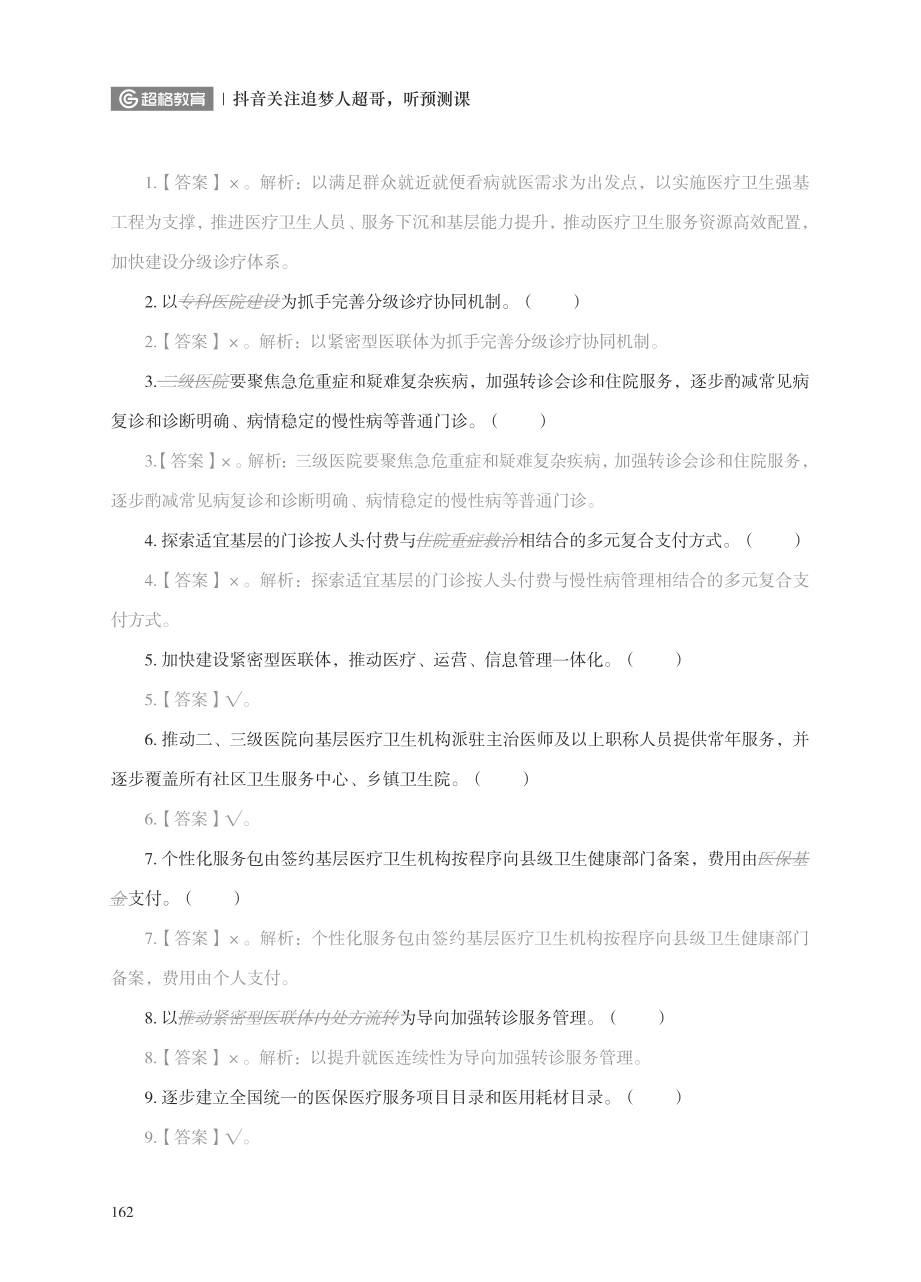 超格教育 | 抖音关注追梦人超哥，听预测课
1.【答案】×。解析：以满足群众就近就便看病就医需求为出发点，以实施医疗卫生强基
工程为支撑，推进医疗卫生人员、服务下沉和基层能力提升，推动医疗卫生服务资源高效配置，
加快建设分级诊疗体系。
2. 以专科医院建设为抓手完善分级诊疗协同机制。（　　）
2.【答案】×。解析：以紧密型医联体为抓手完善分级诊疗协同机制。
3.二级医院要聚焦急危重症和疑难复杂疾病，加强转诊会诊和住院服务，逐步酌减常见病
复诊和诊断明确、病情稳定的慢性病等普通门诊。（　　）
3.【答案】×。解析：三级医院要聚焦急危重症和疑难复杂疾病，加强转诊会诊和住院服务，
逐步酌减常见病复诊和诊断明确、病情稳定的慢性病等普通门诊。
4. 探索适宜基层的门诊按人头付费与住院重症救治相结合的多元复合支付方式。（　　）
4.【答案】×。解析：探索适宜基层的门诊按人头付费与慢性病管理相结合的多元复合支
付方式。
5. 加快建设紧密型医联体，推动医疗、运营、信息管理一体化。（　　）
5.【答案】√。
6. 推动二、三级医院向基层医疗卫生机构派驻主治医师及以上职称人员提供常年服务，并
逐步覆盖所有社区卫生服务中心、乡镇卫生院。（　　）
6.【答案】√。
7. 个性化服务包由签约基层医疗卫生机构按程序向县级卫生健康部门备案，费用由医保基
金支付。（　　）
7.【答案】×。解析：个性化服务包由签约基层医疗卫生机构按程序向县级卫生健康部门
备案，费用由个人支付。
8. 以推动紧密型医联体内处方流转为导向加强转诊服务管理。（　　）
8.【答案】×。解析：以提升就医连续性为导向加强转诊服务管理。
9. 逐步建立全国统一的医保医疗服务项目目录和医用耗材目录。（　　）
9.【答案】√。
162